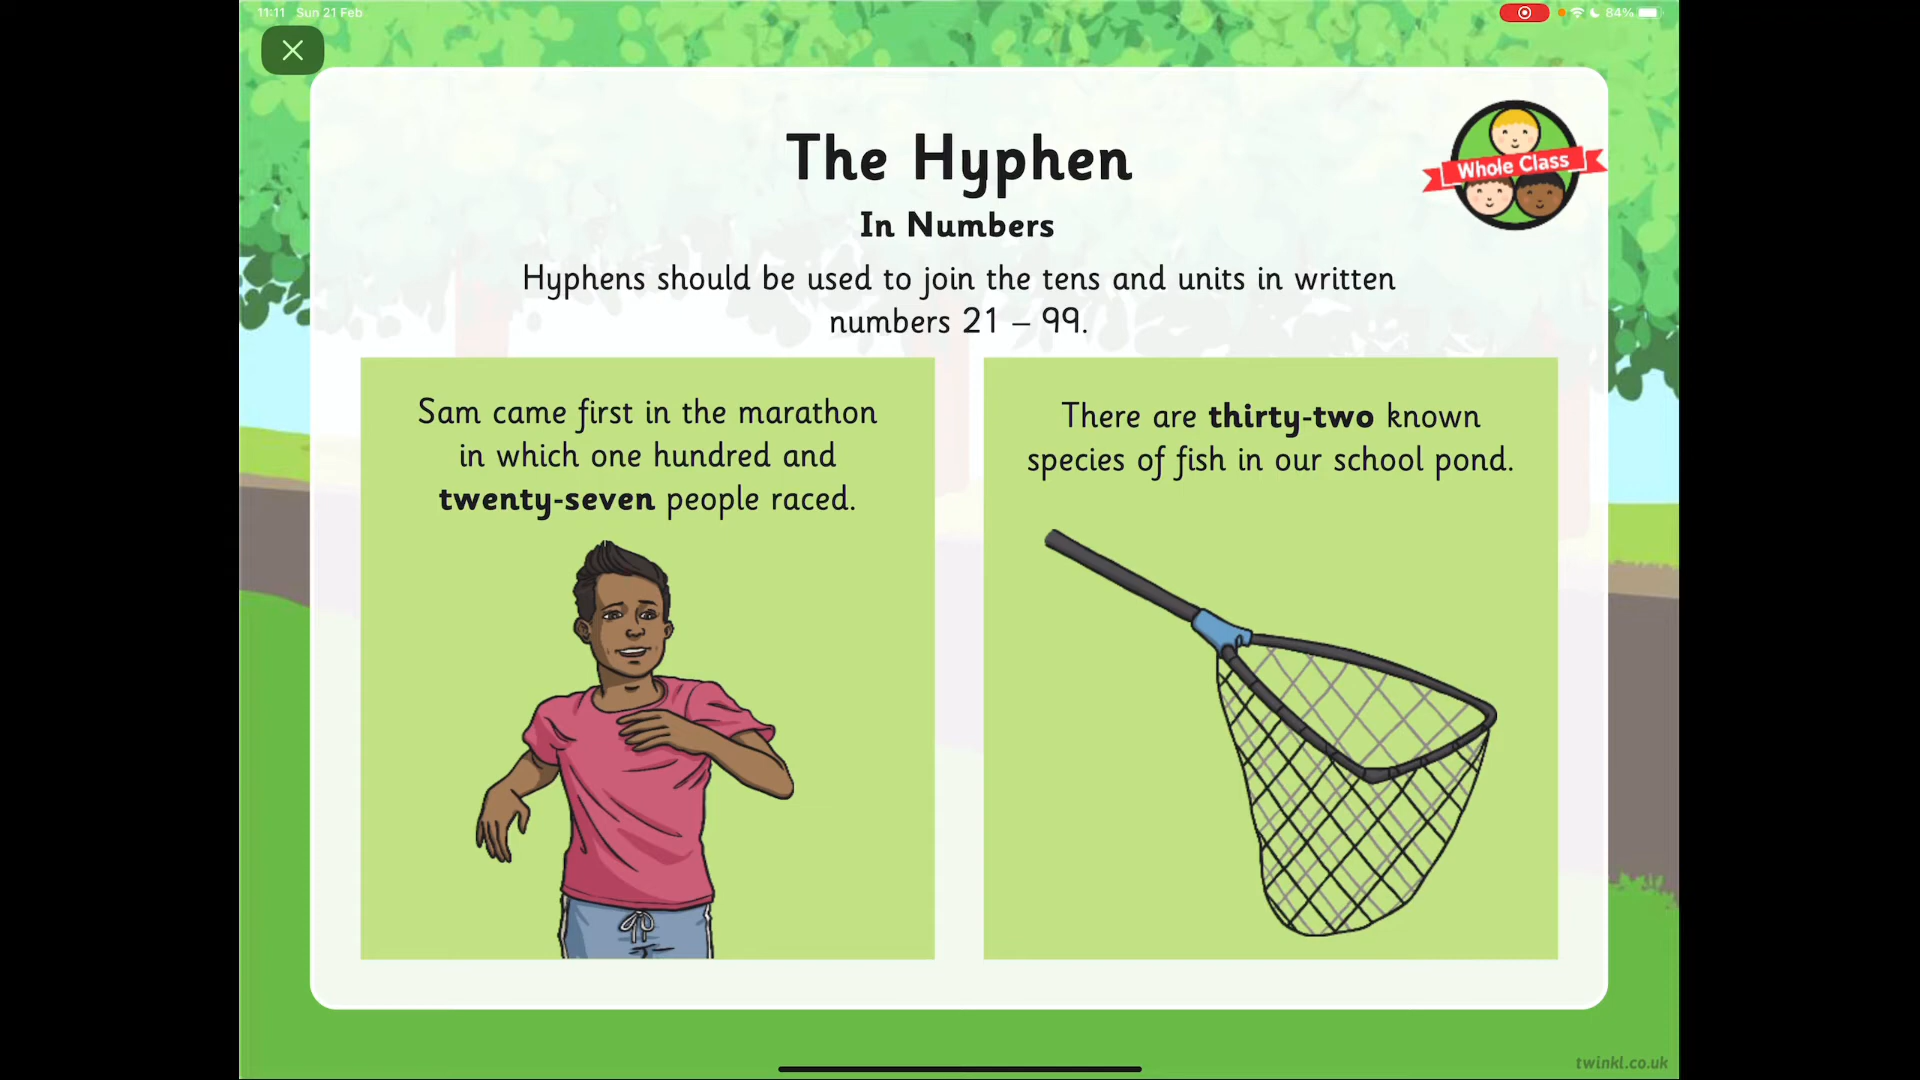 11:11 Sun 21 Feb
84%
The Hyphen
Whole Class
In Numbers
Hyphens should be used to join the tens and units in written
numbers 21 – 99.
Sam came first in the marathon
in which one hundred and
twenty-seven people raced.
There are thirty-two known
species of fish in our school pond.
twinkl.co.uk